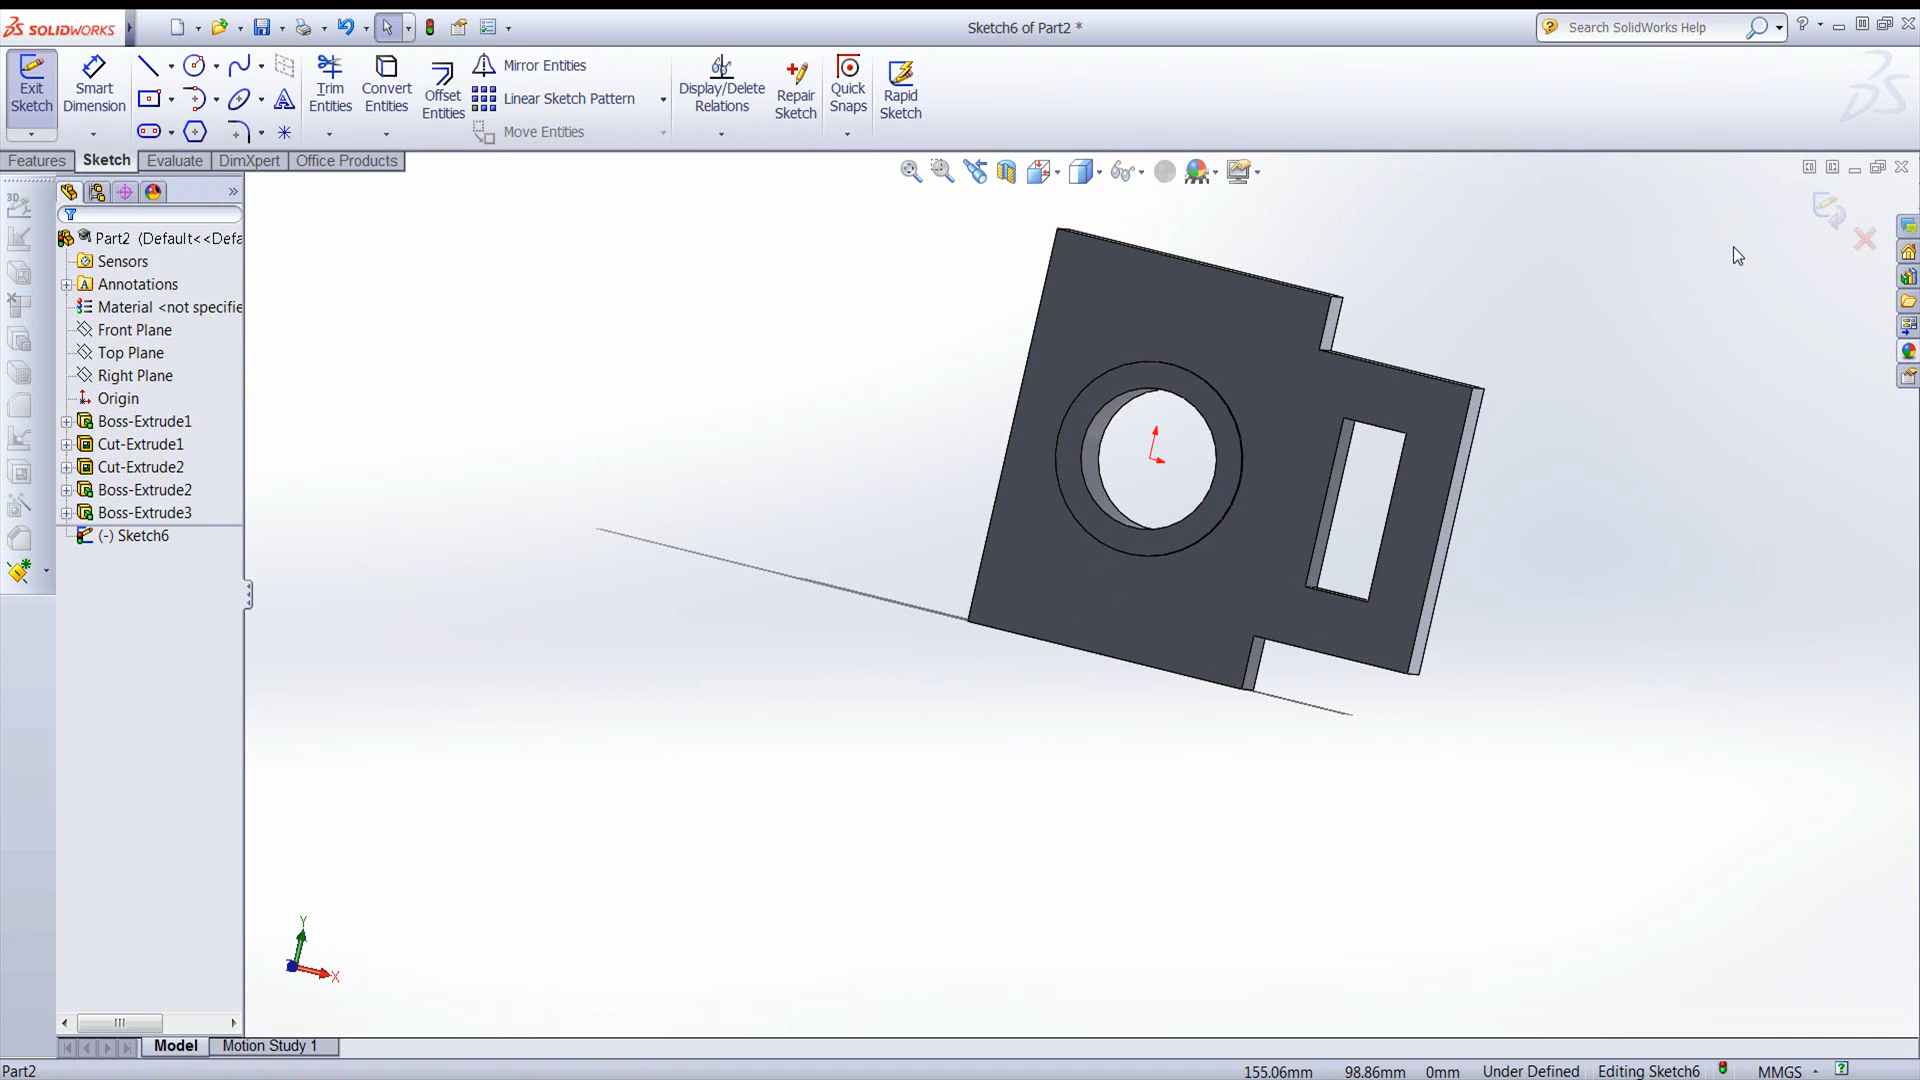 SOLIDWORKS
Sketch6 of Part2 *
Search SolidWorks Help
Exit Sketch
Smart Dimension
Trim Entities
Convert Entities
Offset Entities
Mirror Entities
Linear Sketch Pattern
Move Entities
Display/Delete Relations
Repair Sketch
Quick Snaps
Rapid Sketch
Features
Sketch
Evaluate
DimXpert
Office Products
Part2 (Default<<Defa
Sensors
Annotations
Material <not specifie
Front Plane
Top Plane
Right Plane
Origin
Boss-Extrude1
Cut-Extrude1
Cut-Extrude2
Boss-Extrude2
Boss-Extrude3
(-) Sketch6
Y
X
Model
Motion Study 1
Part2
155.06mm
98.86mm
0mm
Under Defined
Editing Sketch6
MMGS